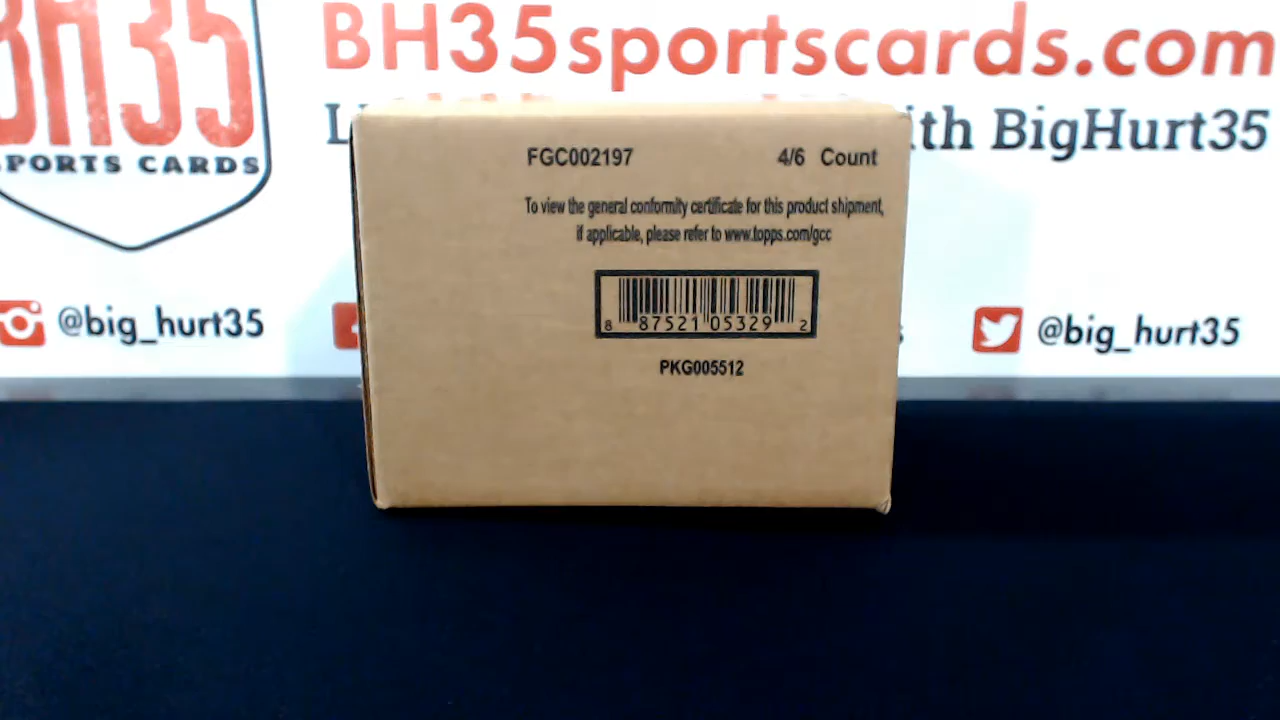 BH35
SPORTS CARDS
BH35sportscards.com
ith BigHurt35
FGC002197 4/6 Count
To view the general conformity certificate for this product shipment,
if applicable, please refer to www.topps.com/gcc
8 87521 05329 2
PKG005512
@big_hurt35
@big_hurt35